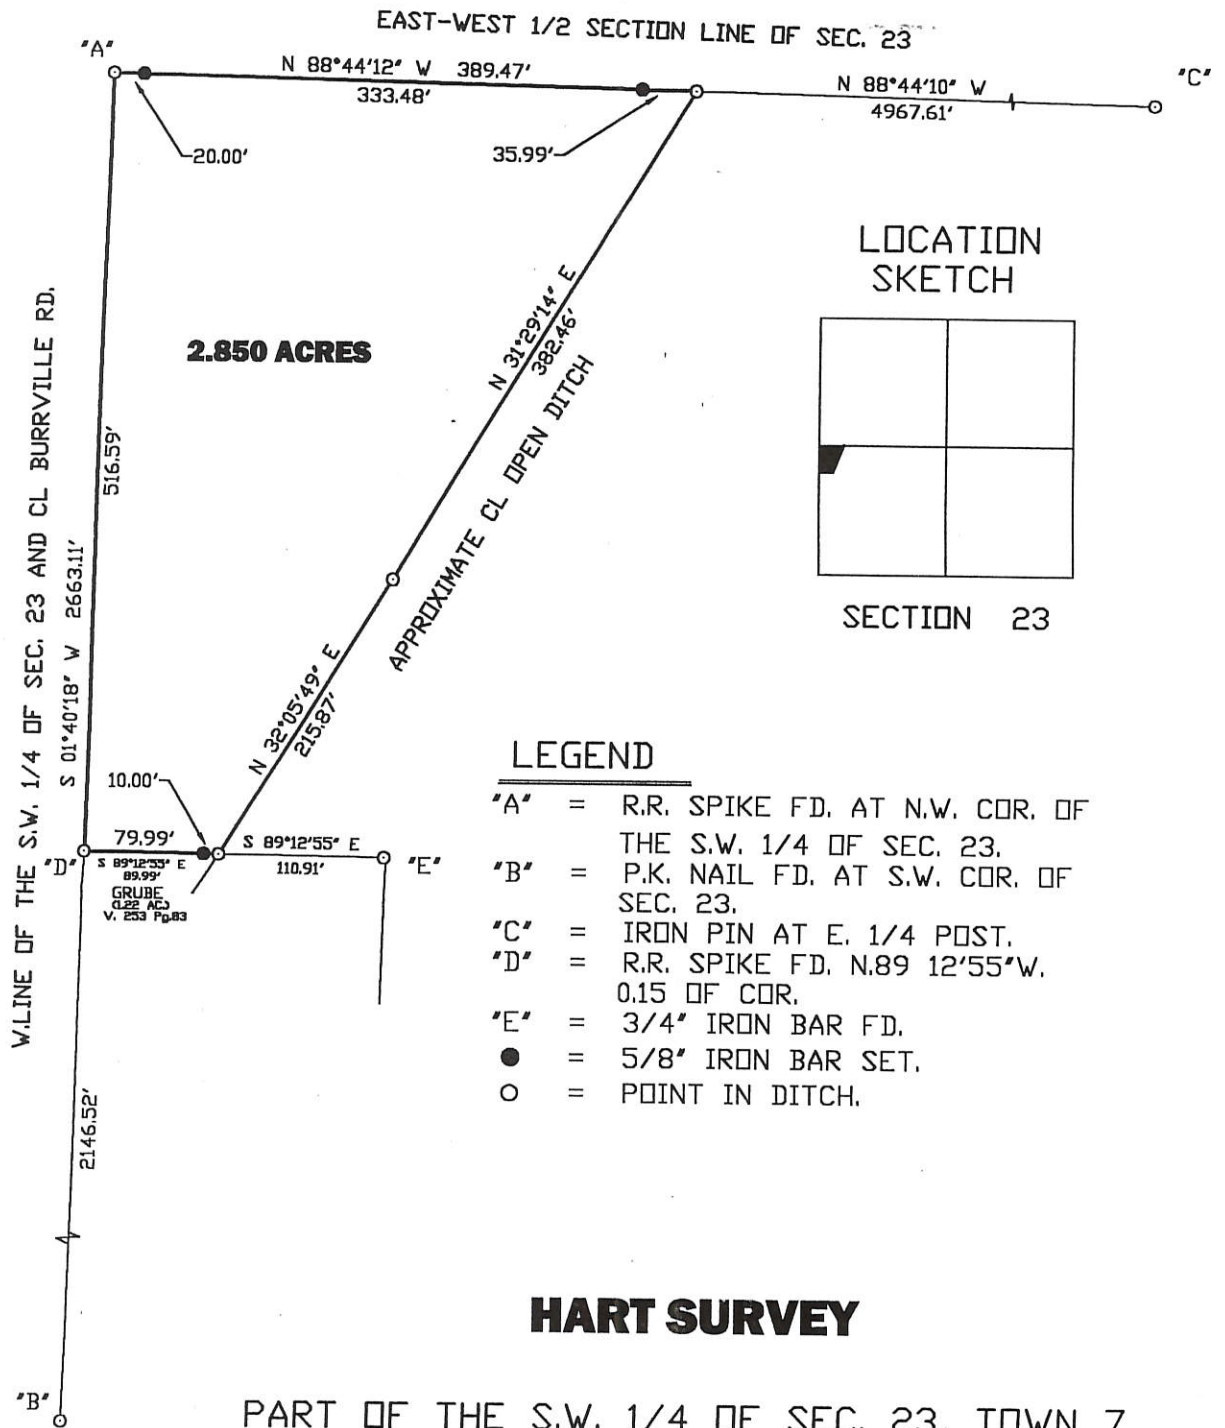 EAST-WEST 1/2 SECTION LINE OF SEC. 23
"A"
N 88°44'12" W 389.47'
333.48'
N 88°44'10" W
4967.61'
"C"
20.00'
35.99'
LOCATION
SKETCH
SECTION 23
2.850 ACRES
N 31°29'14" E
382.46'
APPROXIMATE CL OPEN DITCH
N 32°05'49" E
215.87'
W.LINE OF THE S.W. 1/4 OF SEC. 23 AND CL BURRVILLE RD.
S 01°40'18" W 2663.11'
516.59'
10.00'
79.99'
"D"
S 89°12'55" E
89.99'
GRUBE
(1.22 AC.)
V. 253 Pg.83
S 89°12'55" E
110.91'
"E"
LEGEND
"A" = R.R. SPIKE FD. AT N.W. COR. OF
THE S.W. 1/4 OF SEC. 23.
"B" = P.K. NAIL FD. AT S.W. COR. OF
SEC. 23.
"C" = IRON PIN AT E. 1/4 POST.
"D" = R.R. SPIKE FD. N.89 12'55"W.
0.15 OF COR.
"E" = 3/4" IRON BAR FD.
● = 5/8" IRON BAR SET.
○ = POINT IN DITCH.
2146.52'
HART SURVEY
"B"
PART OF THE S.W. 1/4 OF SEC. 23, TOWN 7